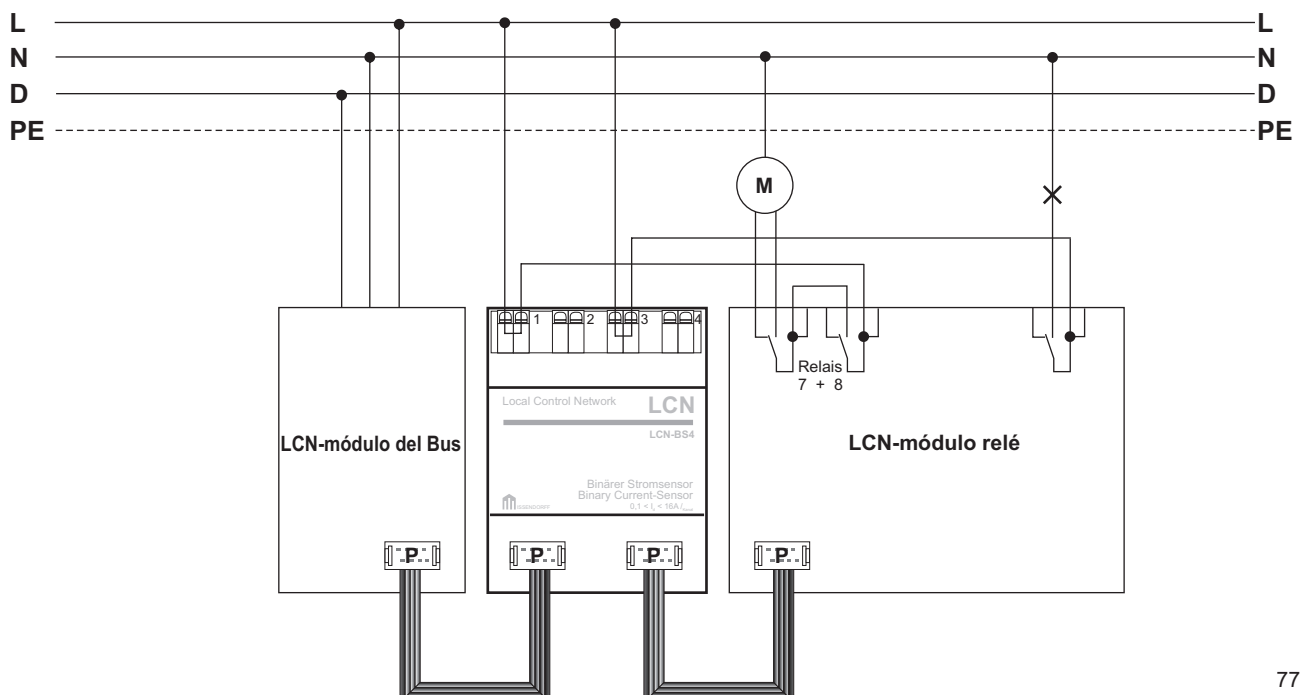 L L
N N
D D
PE PE
M
1 2 3 4
Relais
7 + 8
Local Control Network LCN
LCN-BS4
LCN-módulo del Bus
LCN-módulo relé
Binärer Stromsensor
Binary Current-Sensor
P P P P
77